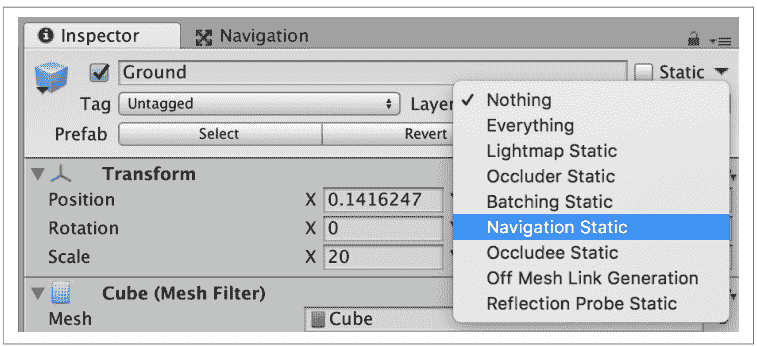 Inspector Navigation
Ground Static
Tag Untagged Layer
Prefab Select Revert
Nothing
Everything
Lightmap Static
Occluder Static
Batching Static
Navigation Static
Occludee Static
Off Mesh Link Generation
Reflection Probe Static
Transform
Position X 0.1416247
Rotation X 0
Scale X 20
Cube (Mesh Filter)
Mesh Cube